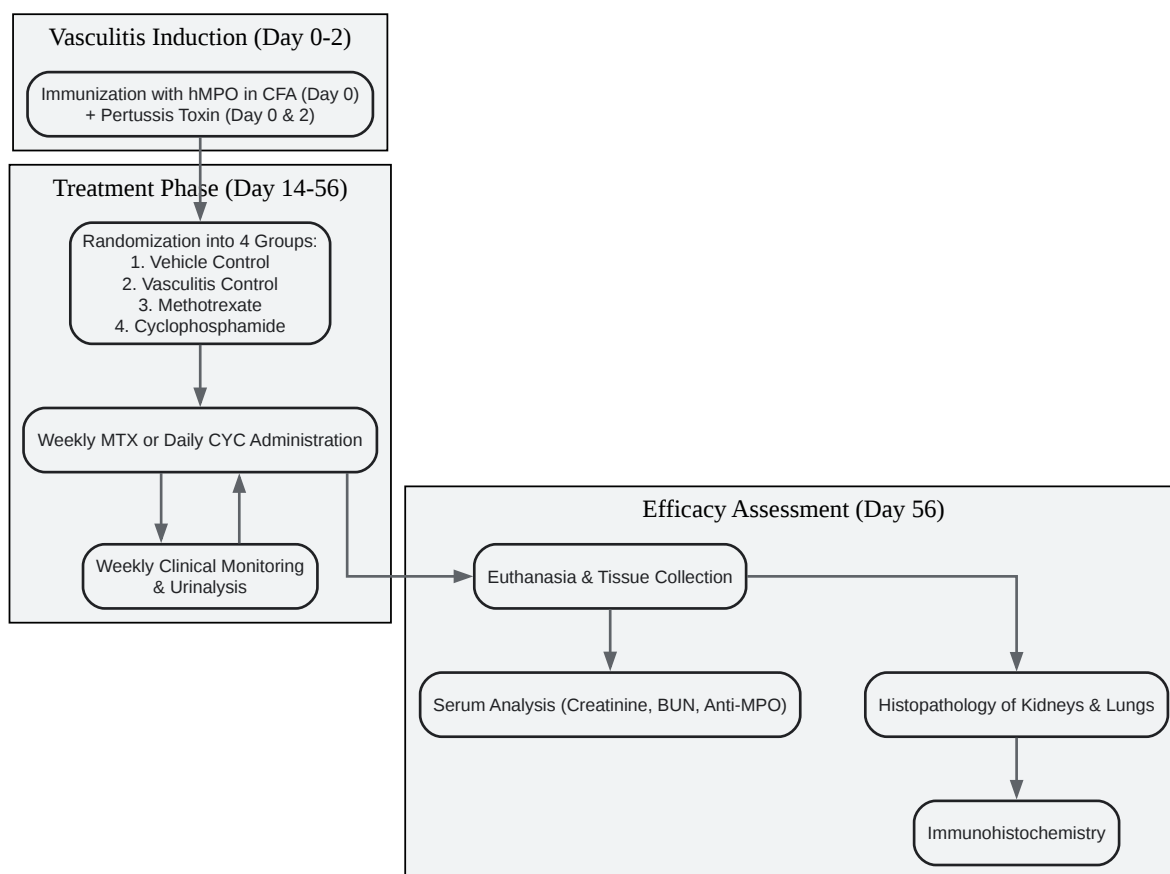 Vasculitis Induction (Day 0-2)
Immunization with hMPO in CFA (Day 0)
+ Pertussis Toxin (Day 0 & 2)
Treatment Phase (Day 14-56)
Randomization into 4 Groups:
1. Vehicle Control
2. Vasculitis Control
3. Methotrexate
4. Cyclophosphamide
Weekly MTX or Daily CYC Administration
Weekly Clinical Monitoring
& Urinalysis
Efficacy Assessment (Day 56)
Euthanasia & Tissue Collection
Serum Analysis (Creatinine, BUN, Anti-MPO)
Histopathology of Kidneys & Lungs
Immunohistochemistry